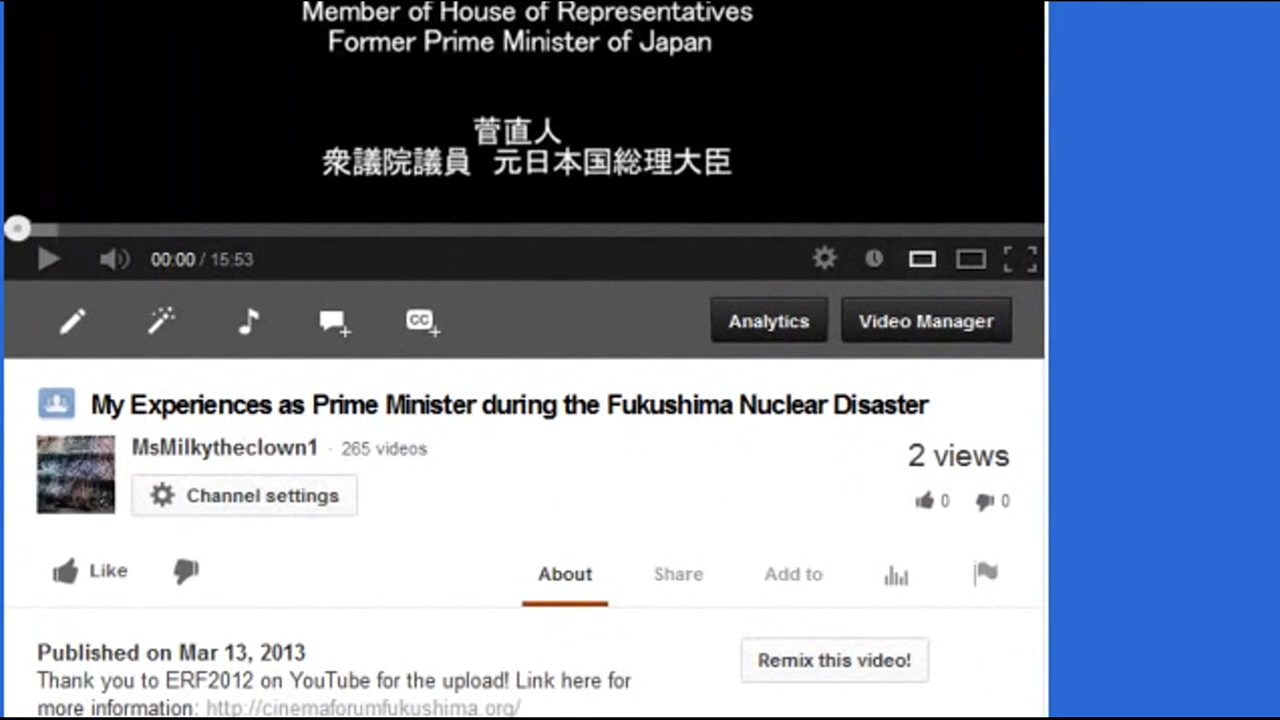 Member of House of Representatives
Former Prime Minister of Japan
菅直人
衆議院議員 元日本国総理大臣
00:00 / 15:53
CC
Analytics
Video Manager
My Experiences as Prime Minister during the Fukushima Nuclear Disaster
MsMilkytheclown1 - 265 videos
2 views
Channel settings
0 0
Like
About
Share
Add to
Published on Mar 13, 2013
Remix this video!
Thank you to ERF2012 on YouTube for the upload! Link here for
more information: http://cinemaforumfukushima.org/